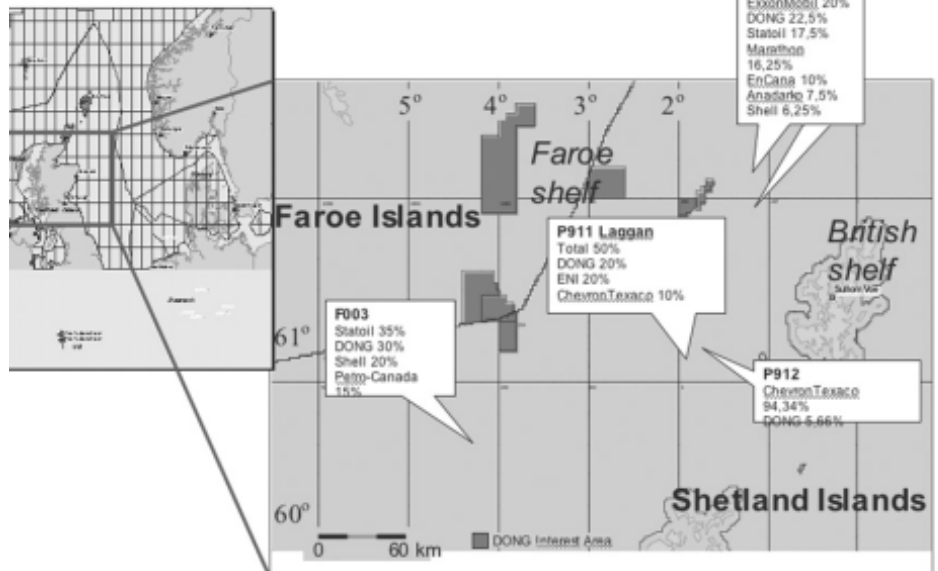 ExxonMobil 20%
DONG 22,5%
Statoil 17,5%
Marathon
16,25%
EnCana 10%
Anadarko 7,5%
Shell 6,25%
5° 4° 3° 2°
Faroe
shelf
Faroe Islands
P911 Laggan
Total 50%
DONG 20%
ENI 20%
ChevronTexaco 10%
British
shelf
Sullom Voe
F003
Statoil 35%
DONG 30%
Shell 20%
Petro-Canada
15%
61°
P912
ChevronTexaco
94,34%
DONG 5,66%
60°
Shetland Islands
0 60 km
DONG Interest Area